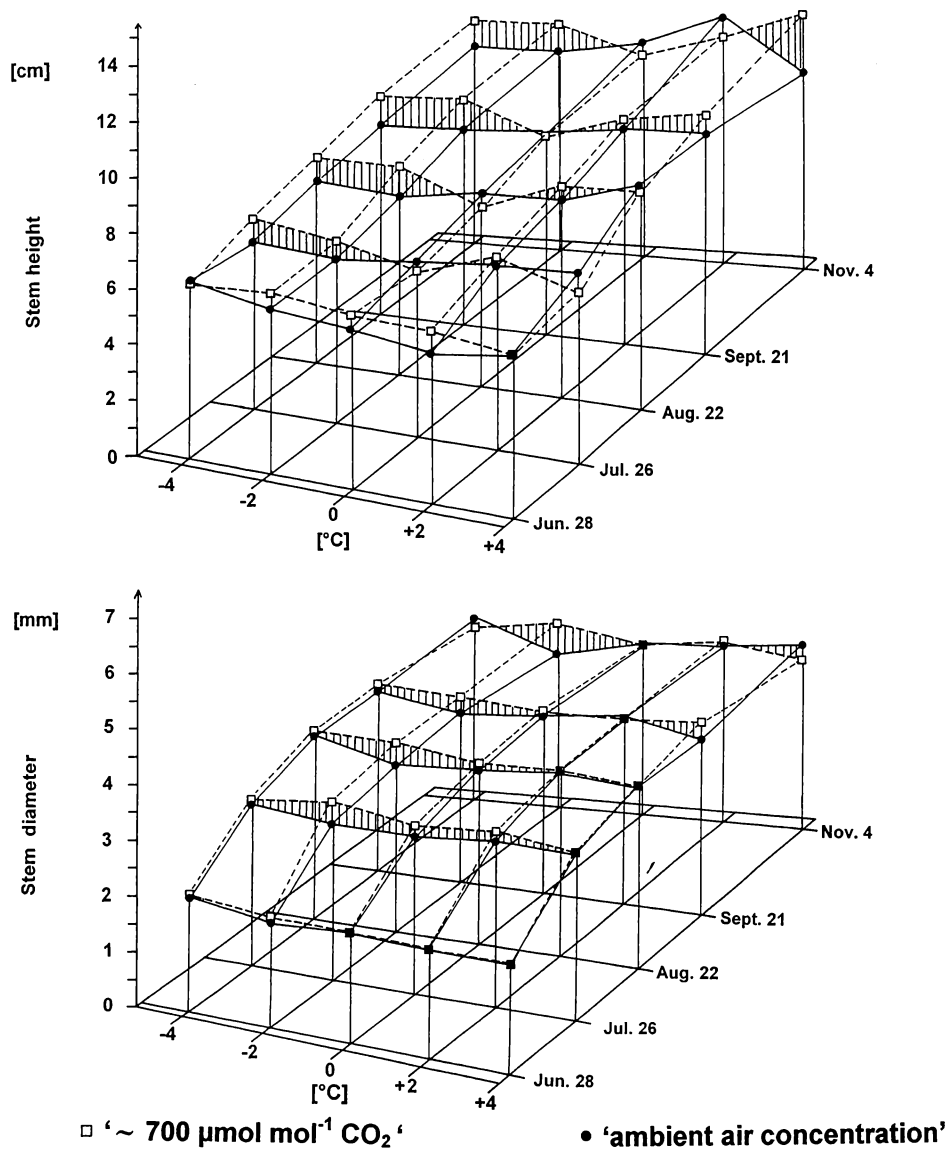 [cm]
14
12
10
8
6
4
2
0
Stem height
-4
-2
0
+2
+4
[°C]
Jun. 28
Jul. 26
Aug. 22
Sept. 21
Nov. 4
[mm]
7
6
5
4
3
2
1
0
Stem diameter
-4
-2
0
+2
+4
[°C]
Jun. 28
Jul. 26
Aug. 22
Sept. 21
Nov. 4
‘~ 700 µmol mol⁻¹ CO₂‘
‘ambient air concentration’